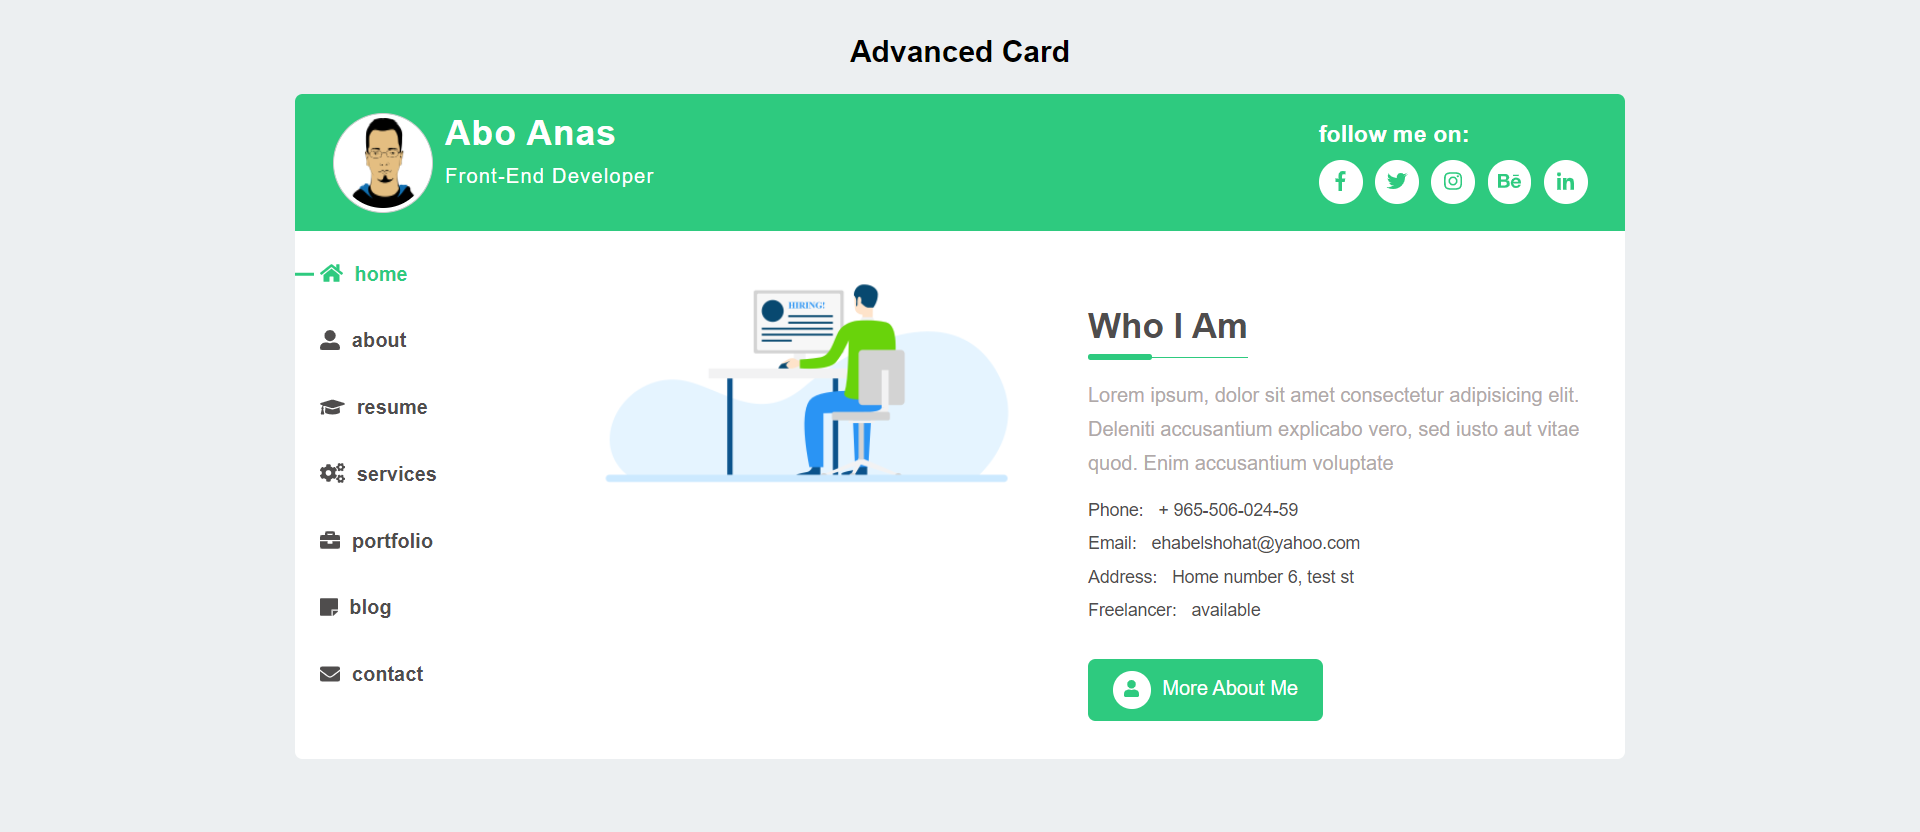 Advanced Card
Abo Anas
Front-End Developer
follow me on:
Bē
in
home
about
resume
services
portfolio
blog
contact
HIRING!
Who I Am
Lorem ipsum, dolor sit amet consectetur adipisicing elit.
Deleniti accusantium explicabo vero, sed iusto aut vitae
quod. Enim accusantium voluptate
Phone: + 965-506-024-59
Email: ehabelshohat@yahoo.com
Address: Home number 6, test st
Freelancer: available
More About Me